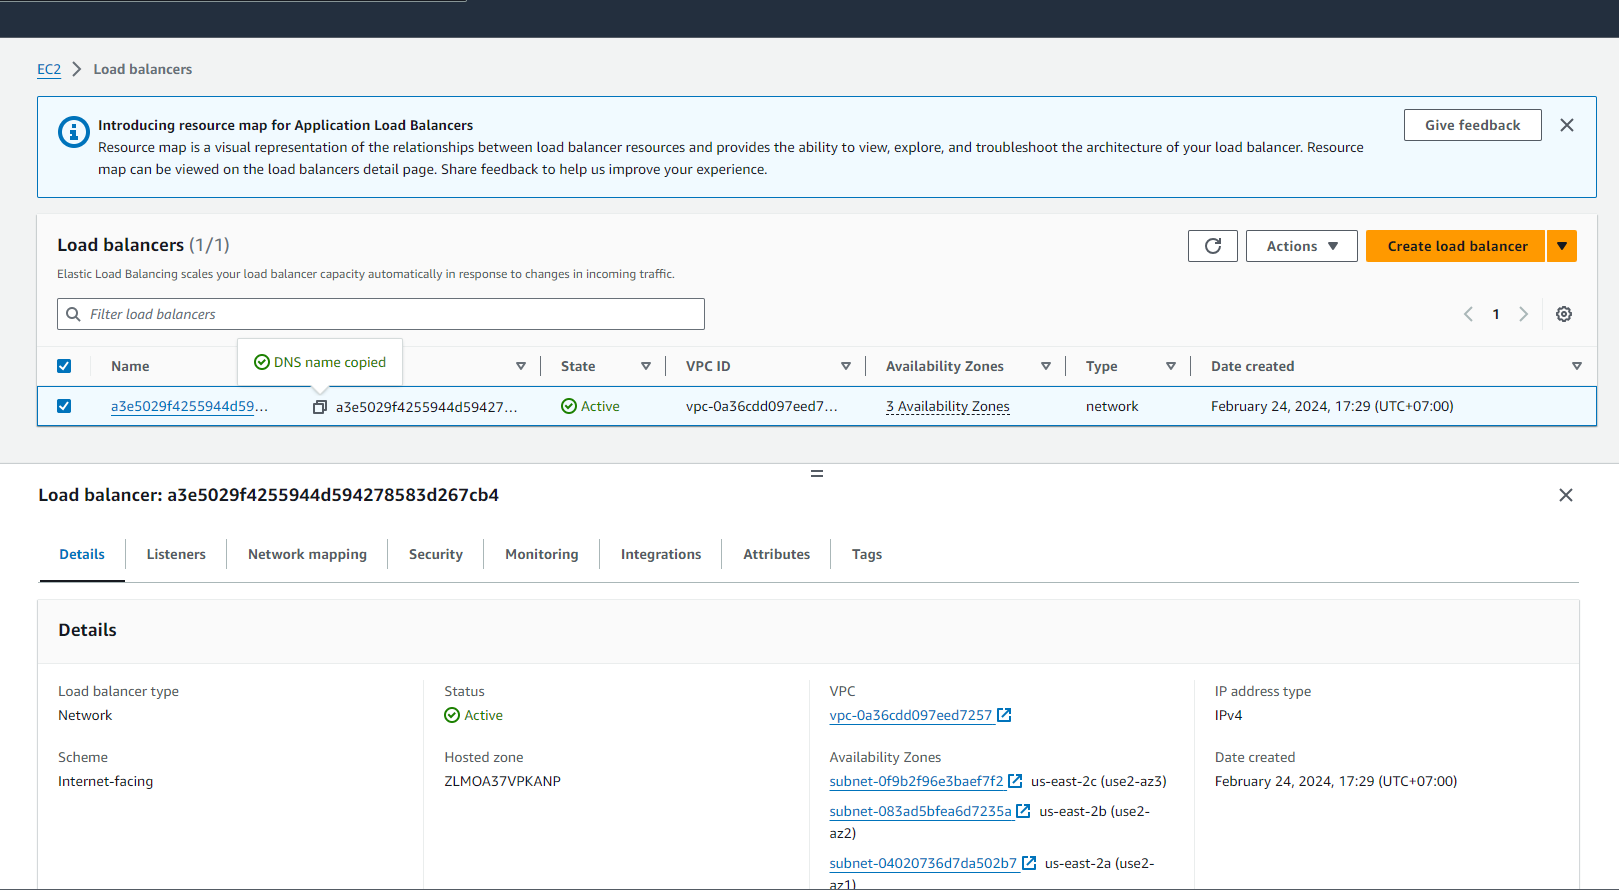 EC2 Load balancers
Introducing resource map for Application Load Balancers
Give feedback
Resource map is a visual representation of the relationships between load balancer resources and provides the ability to view, explore, and troubleshoot the architecture of your load balancer. Resource
map can be viewed on the load balancers detail page. Share feedback to help us improve your experience.
Load balancers (1/1)
Actions
Create load balancer
Elastic Load Balancing scales your load balancer capacity automatically in response to changes in incoming traffic.
Filter load balancers
1
DNS name copied
Name State VPC ID Availability Zones Type Date created
a3e5029f4255944d59... a3e5029f4255944d59427... Active vpc-0a36cdd097eed7... 3 Availability Zones network February 24, 2024, 17:29 (UTC+07:00)
Load balancer: a3e5029f4255944d594278583d267cb4
Details Listeners Network mapping Security Monitoring Integrations Attributes Tags
Details
Load balancer type
Network
Scheme
Internet-facing
Status
Active
Hosted zone
ZLMOA37VPKANP
VPC
vpc-0a36cdd097eed7257
Availability Zones
subnet-0f9b2f96e3baef7f2 us-east-2c (use2-az3)
subnet-083ad5bfea6d7235a us-east-2b (use2-
az2)
subnet-04020736d7da502b7 us-east-2a (use2-
az1)
IP address type
IPv4
Date created
February 24, 2024, 17:29 (UTC+07:00)